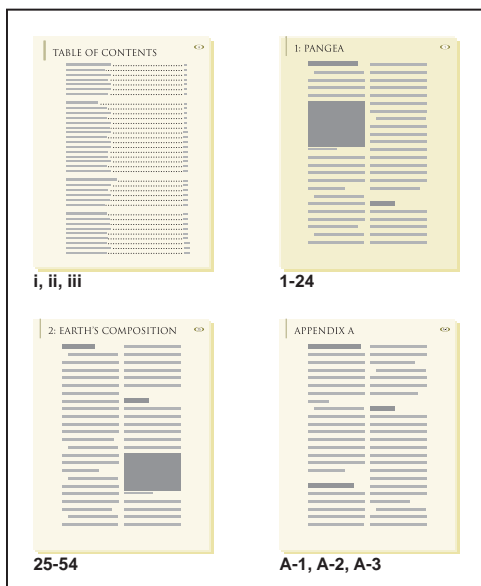 TABLE OF CONTENTS
i, ii, iii
1: PANGEA
1-24
2: EARTH'S COMPOSITION
25-54
APPENDIX A
A-1, A-2, A-3